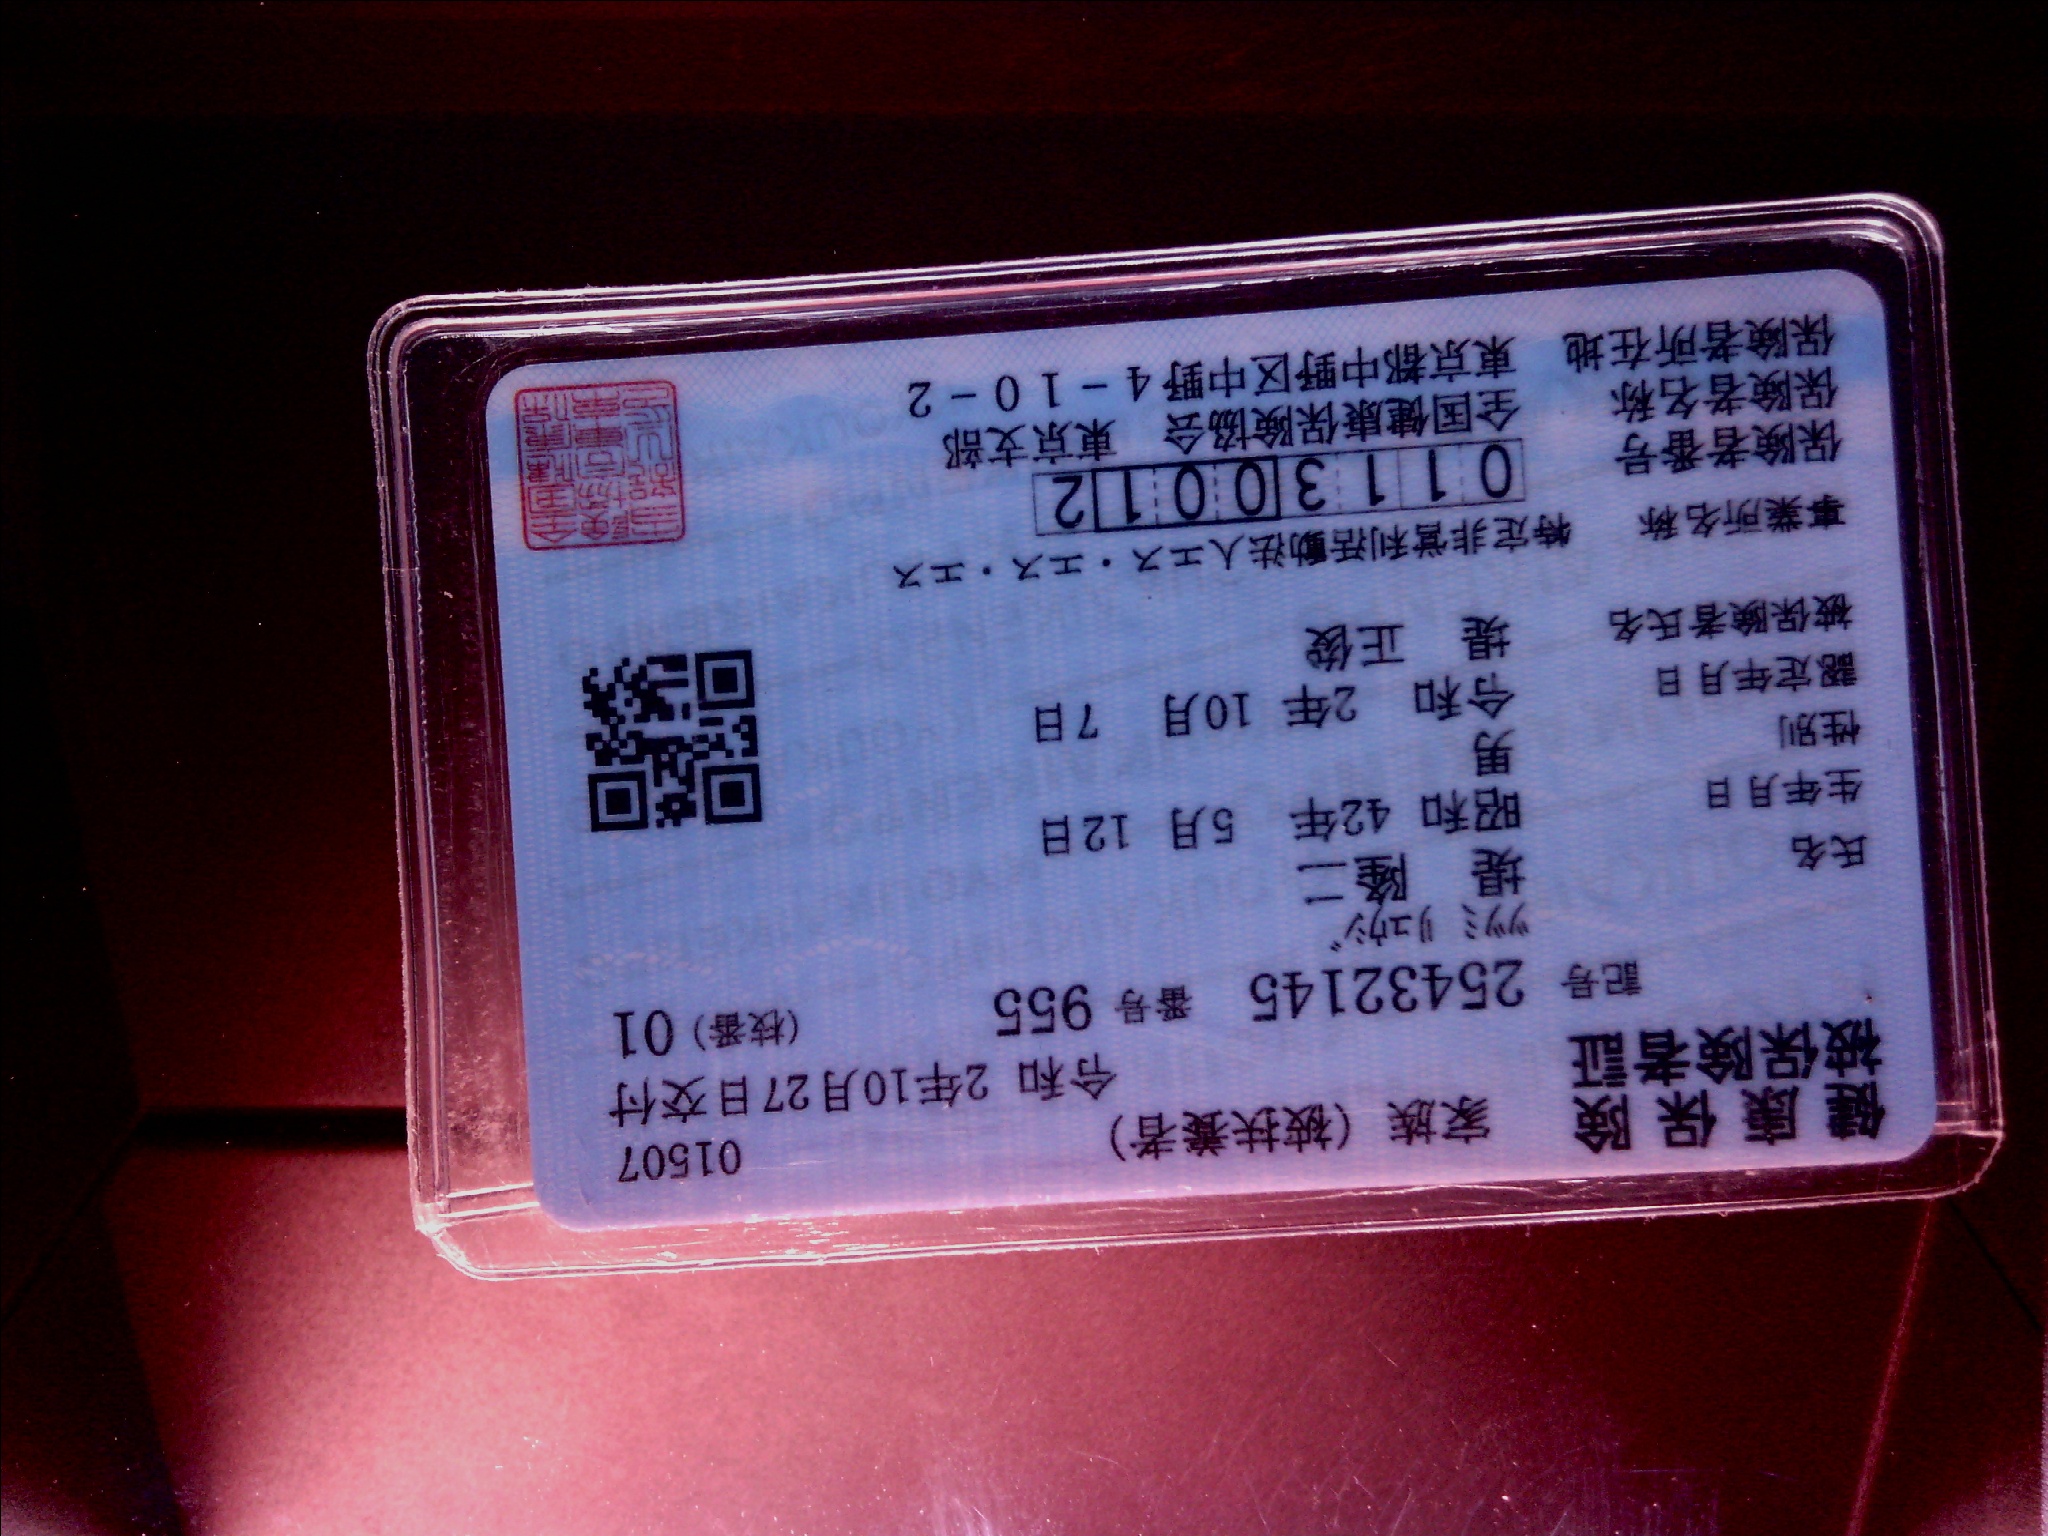 健康保険 家族（被扶養者） 01507
被保険者証 令和 2年10月27日交付
記号 25432145 番号 955 （枝番） 01
ﾂﾂﾐ ﾘｭｳｼﾞ
氏名 堤 隆二
生年月日 昭和 42年 5月 12日
性別 男
認定年月日 令和 2年 10月 7日
被保険者氏名 堤 正俊
事業所名称 特定非営利活動法人エス・エス・エス
保険者番号 01130012
保険者名称 全国健康保険協会 東京支部
保険者所在地 東京都中野区中野4-10-2